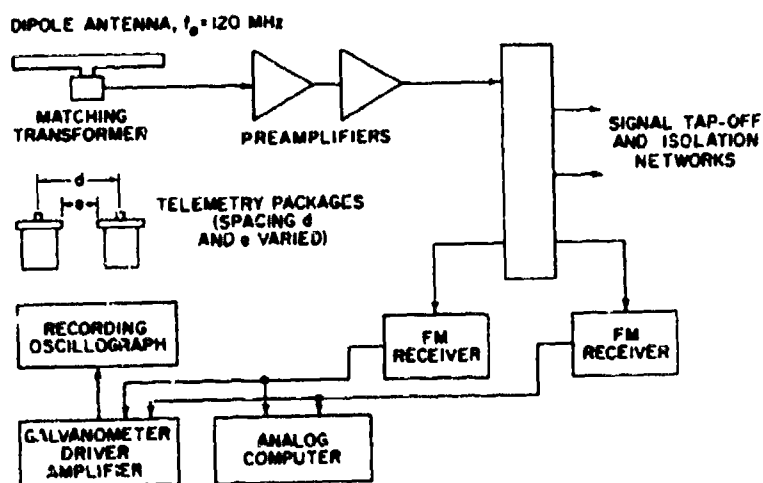 DIPOLE ANTENNA, fo = 120 MHz
MATCHING
TRANSFORMER
PREAMPLIFIERS
SIGNAL TAP-OFF
AND ISOLATION
NETWORKS
d
e
TELEMETRY PACKAGES
(SPACING d
AND e VARIED)
RECORDING
OSCILLOGRAPH
FM
RECEIVER
FM
RECEIVER
GALVANOMETER
DRIVER
AMPLIFIER
ANALOG
COMPUTER